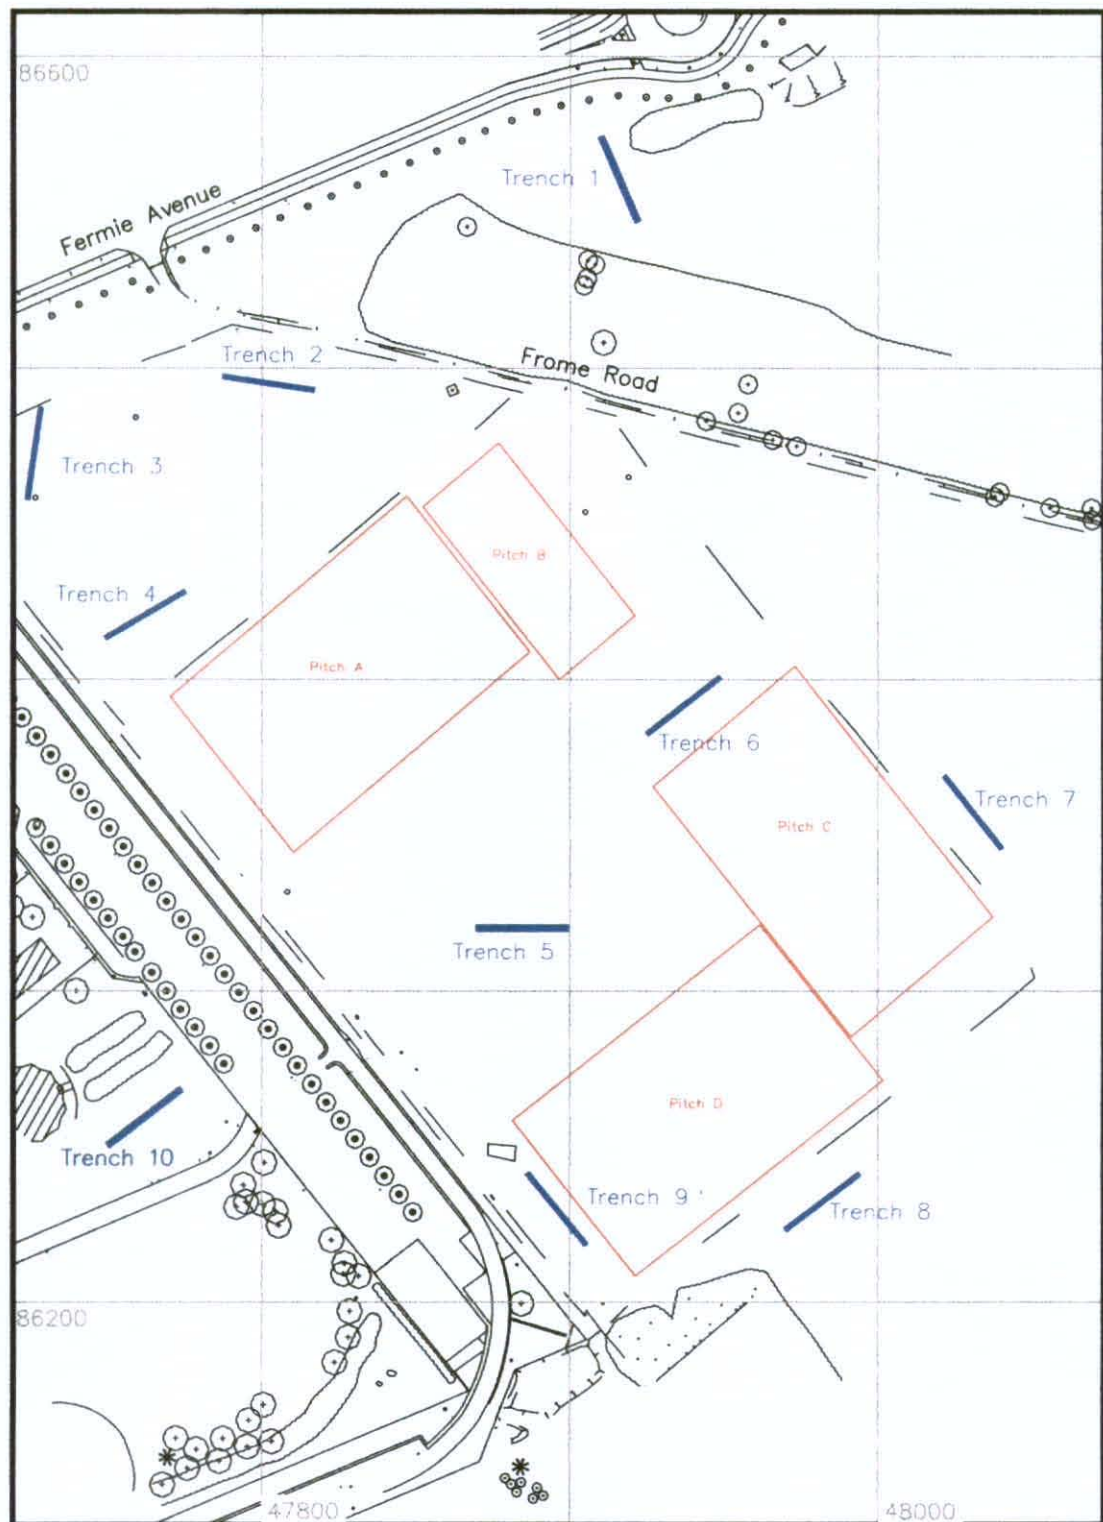 86600
Trench 1
Fermie Avenue
Trench 2
Frome Road
Trench 3
Pitch B
Trench 4
Pitch A
Trench 6
Trench 7
Pitch C
Trench 5
Pitch D
Trench 10
Trench 9
Trench 8
86200
47800
48000